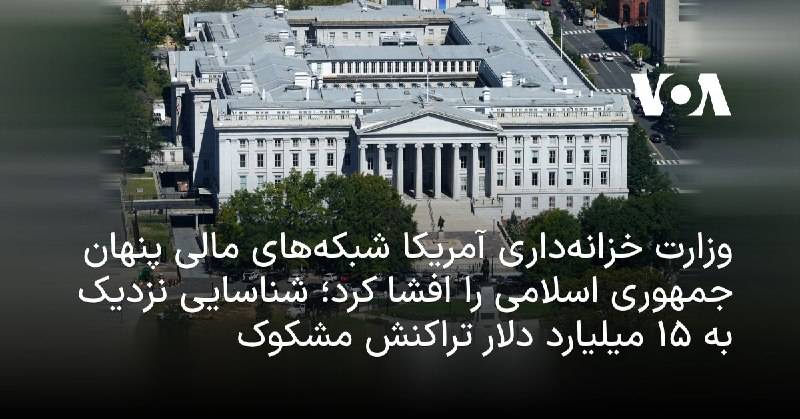 VOA
وزارت خزانه‌داری آمریکا شبکه‌های مالی پنهان
جمهوری اسلامی را افشا کرد؛ شناسایی نزدیک
به ۱۵ میلیارد دلار تراکنش مشکوک